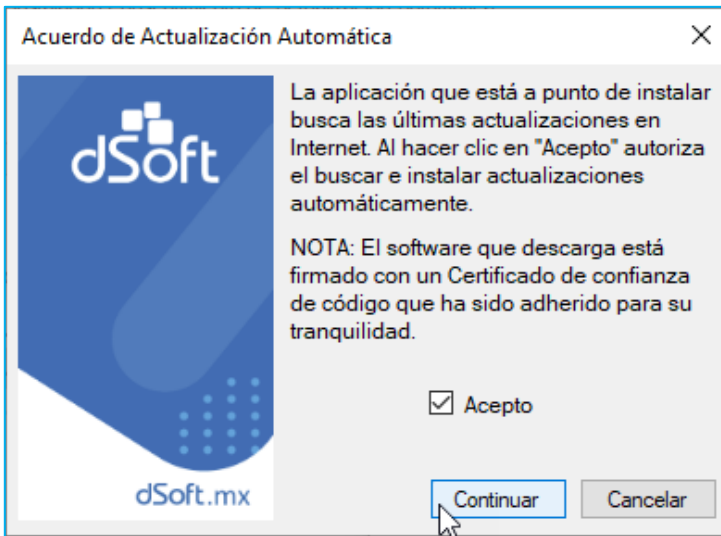 Acuerdo de Actualización Automática
dSoft
La aplicación que está a punto de instalar
busca las últimas actualizaciones en
Internet. Al hacer clic en "Acepto" autoriza
el buscar e instalar actualizaciones
automáticamente.
NOTA: El software que descarga está
firmado con un Certificado de confianza
de código que ha sido adherido para su
tranquilidad.
Acepto
dSoft.mx
Continuar
Cancelar